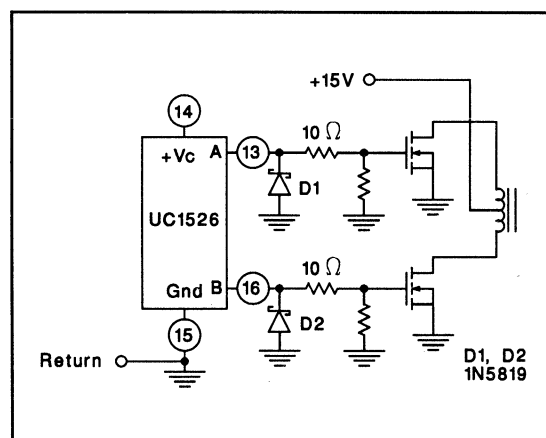 +15V
14
+Vc
A
13
10 Ω
D1
UC1526
B
16
10 Ω
D2
Gnd
15
Return
D1, D2
1N5819